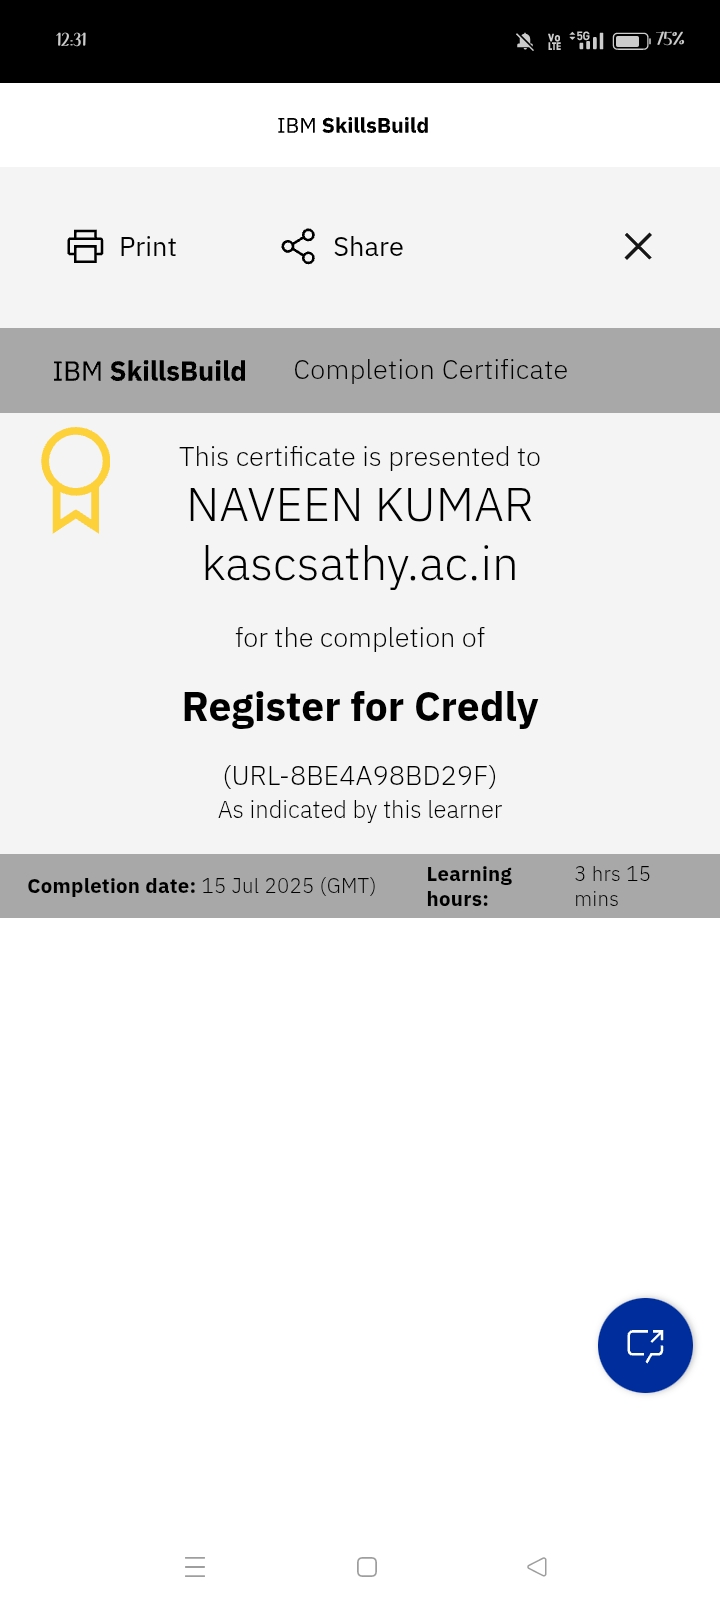 12:31
Vo LTE 5G 75%
IBM SkillsBuild
Print Share
IBM SkillsBuild Completion Certificate
This certificate is presented to
NAVEEN KUMAR
kascsathy.ac.in
for the completion of
Register for Credly
(URL-8BE4A98BD29F)
As indicated by this learner
Completion date: 15 Jul 2025 (GMT)
Learning
hours:
3 hrs 15
mins